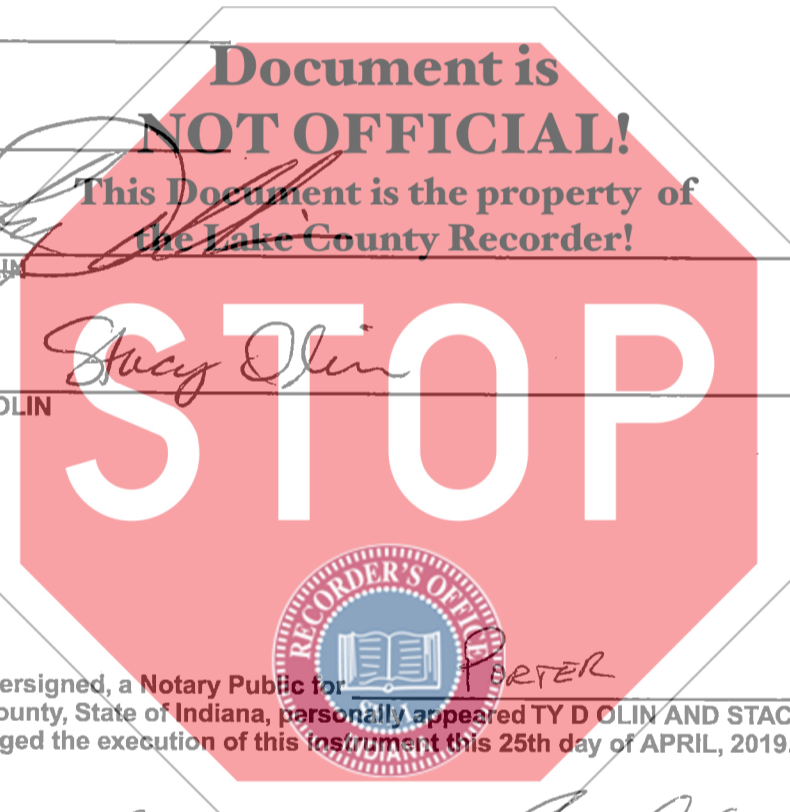 Document is
NOT OFFICIAL!
This Document is the property of
the Lake County Recorder!
LIN
STOP
Stacy Olin
OLIN
RECORDER'S OFFICE
INDIANA
ersigned, a Notary Public for PORTER
ounty, State of Indiana, personally appeared TY D OLIN AND STAC
ged the execution of this instrument this 25th day of APRIL, 2019.